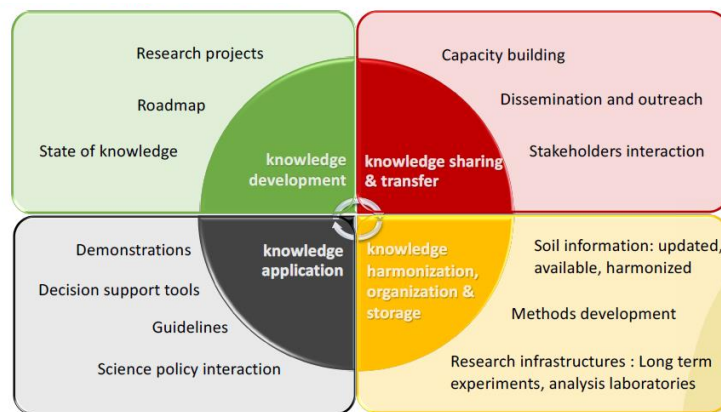 Research projects
Roadmap
State of knowledge
knowledge
development
Capacity building
Dissemination and outreach
Stakeholders interaction
knowledge sharing
& transfer
Demonstrations
Decision support tools
Guidelines
Science policy interaction
knowledge
application
knowledge
harmonization,
organization &
storage
Soil information: updated,
available, harmonized
Methods development
Research infrastructures : Long term
experiments, analysis laboratories